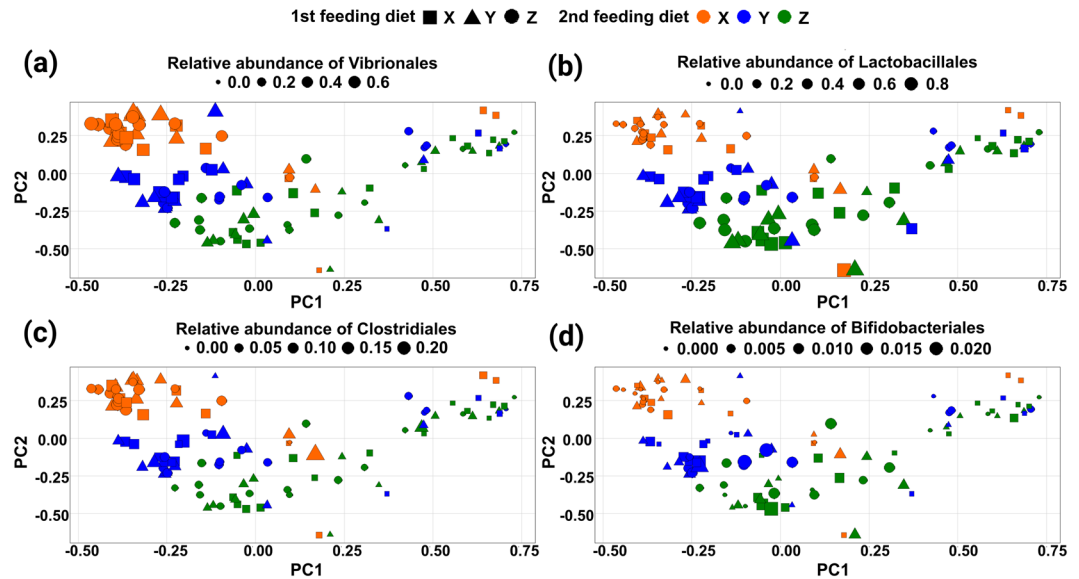 1st feeding diet X Y Z 2nd feeding diet X Y Z
(a)
Relative abundance of Vibrionales
0.0 0.2 0.4 0.6
PC2
0.25
0.00
-0.25
-0.50
-0.50 -0.25 0.00 0.25 0.50 0.75
PC1
(b)
Relative abundance of Lactobacillales
0.0 0.2 0.4 0.6 0.8
PC2
0.25
0.00
-0.25
-0.50
-0.50 -0.25 0.00 0.25 0.50 0.75
PC1
(c)
Relative abundance of Clostridiales
0.00 0.05 0.10 0.15 0.20
PC2
0.25
0.00
-0.25
-0.50
-0.50 -0.25 0.00 0.25 0.50 0.75
PC1
(d)
Relative abundance of Bifidobacteriales
0.000 0.005 0.010 0.015 0.020
PC2
0.25
0.00
-0.25
-0.50
-0.50 -0.25 0.00 0.25 0.50 0.75
PC1